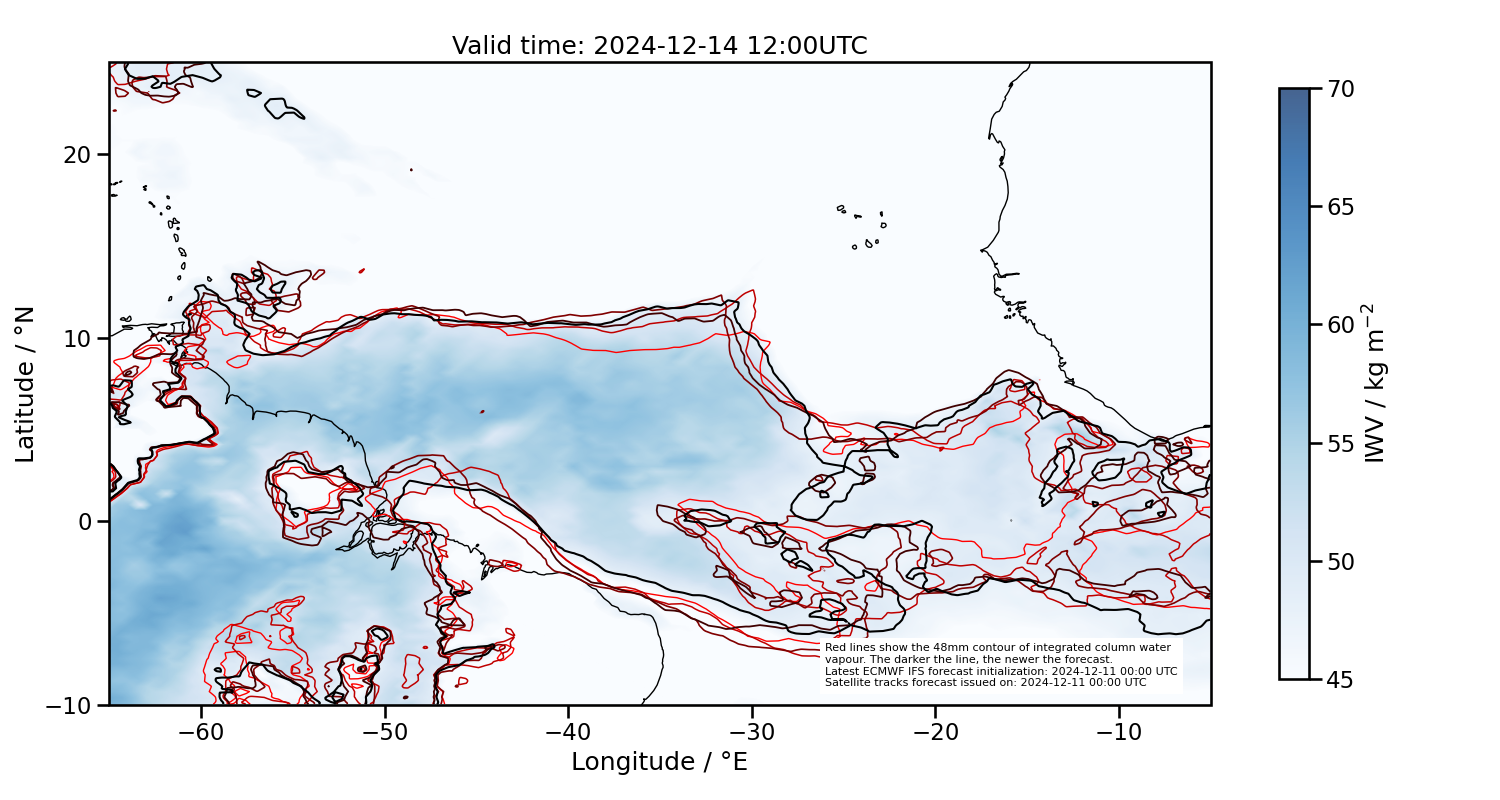 Valid time: 2024-12-14 12:00UTC
Latitude / °N
20
10
0
−10
−60
−50
−40
−30
−20
−10
Longitude / °E
Red lines show the 48mm contour of integrated column water
vapour. The darker the line, the newer the forecast.
Latest ECMWF IFS forecast initialization: 2024-12-11 00:00 UTC
Satellite tracks forecast issued on: 2024-12-11 00:00 UTC
70
65
60
55
50
45
IWV / kg m−2